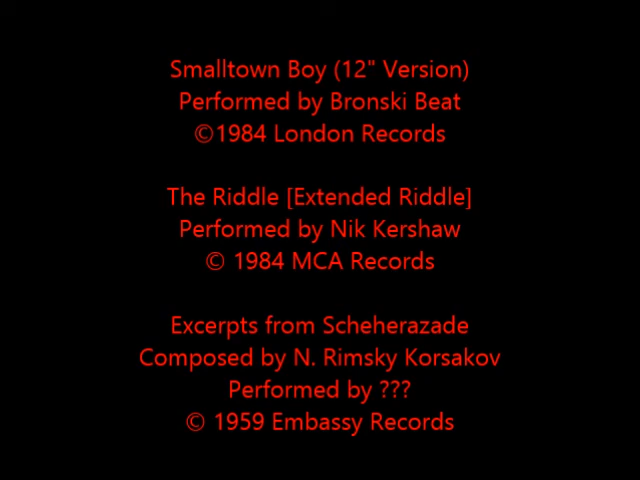 Smalltown Boy (12" Version)
Performed by Bronski Beat
©1984 London Records
The Riddle [Extended Riddle]
Performed by Nik Kershaw
© 1984 MCA Records
Excerpts from Scheherazade
Composed by N. Rimsky Korsakov
Performed by ???
© 1959 Embassy Records